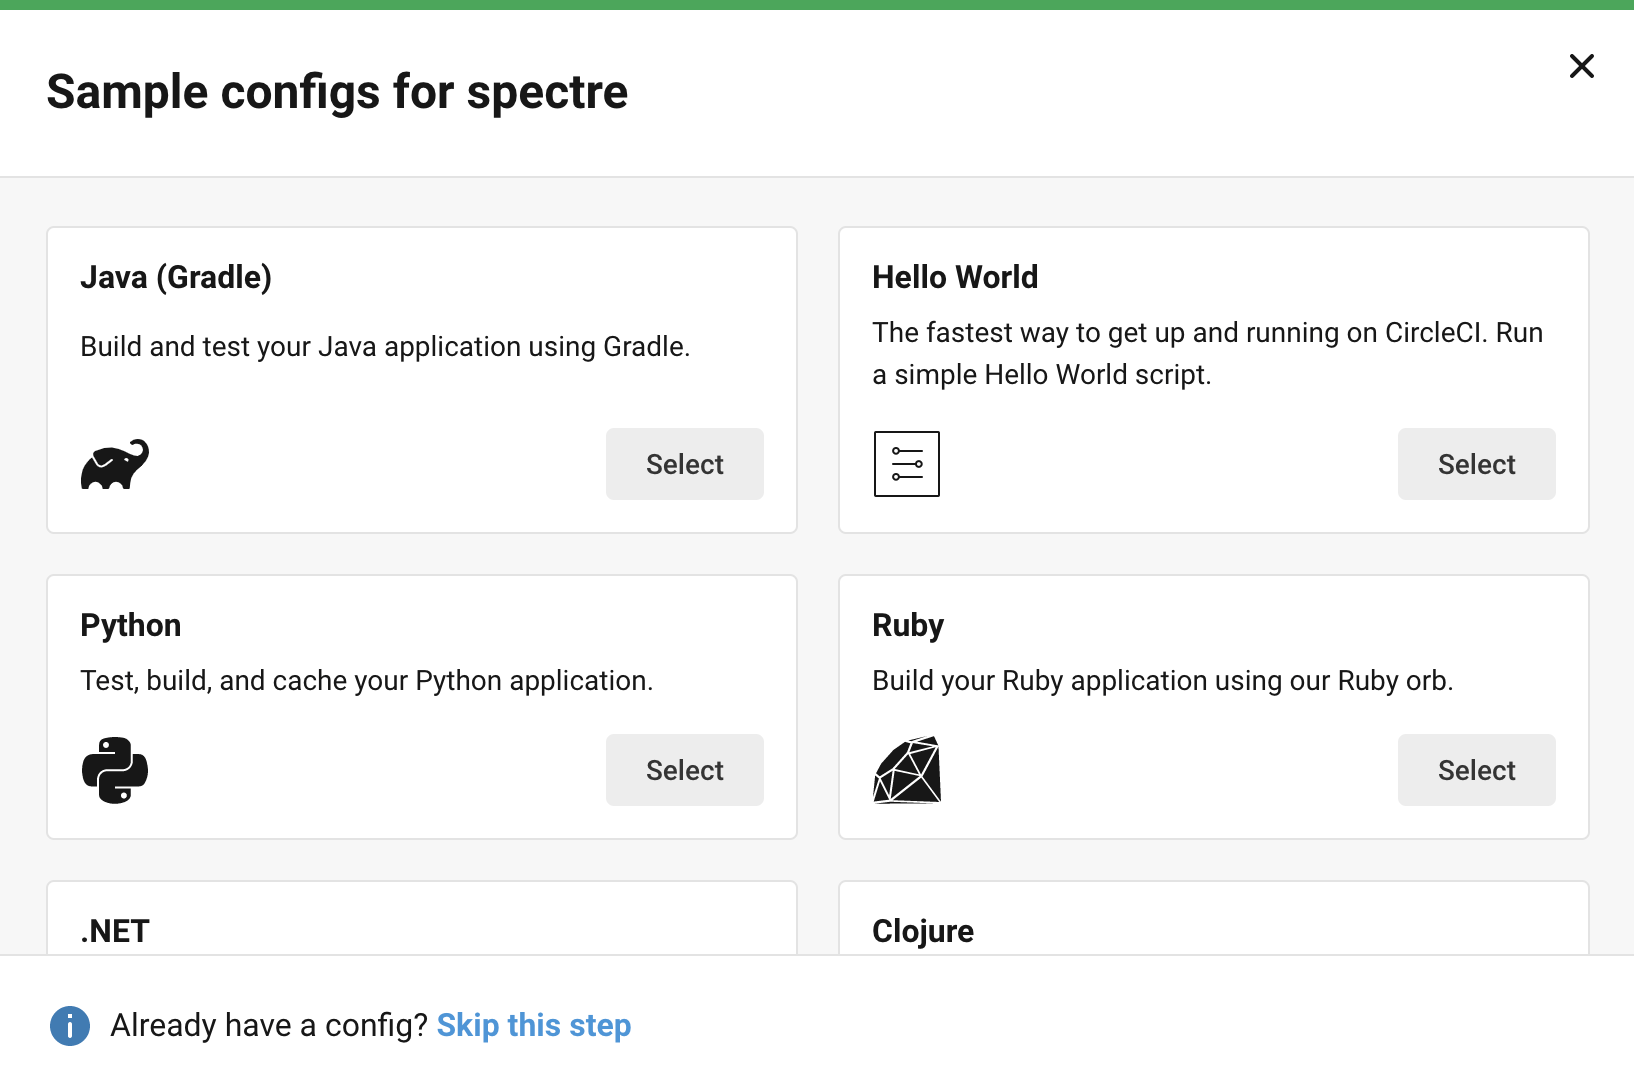 Sample configs for spectre
Java (Gradle)
Build and test your Java application using Gradle.
Select
Hello World
The fastest way to get up and running on CircleCI. Run
a simple Hello World script.
Select
Python
Test, build, and cache your Python application.
Select
Ruby
Build your Ruby application using our Ruby orb.
Select
.NET
Clojure
Already have a config? Skip this step